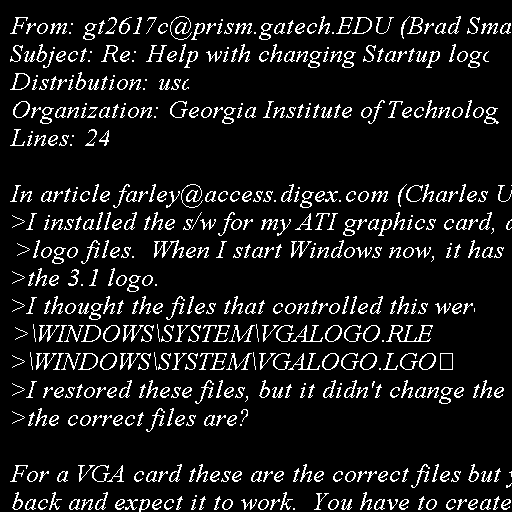 From: gt2617c@prism.gatech.EDU (Brad Sma
Subject: Re: Help with changing Startup logo
Distribution: usa
Organization: Georgia Institute of Technolog
Lines: 24

In article farley@access.digex.com (Charles U
>I installed the s/w for my ATI graphics card,
>logo files.  When I start Windows now, it has
>the 3.1 logo.
>I thought the files that controlled this wer
>\WINDOWS\SYSTEM\VGALOGO.RLE
>\WINDOWS\SYSTEM\VGALOGO.LGO
>I restored these files, but it didn't change the
>the correct files are?

For a VGA card these are the correct files but
back and expect it to work.  You have to create